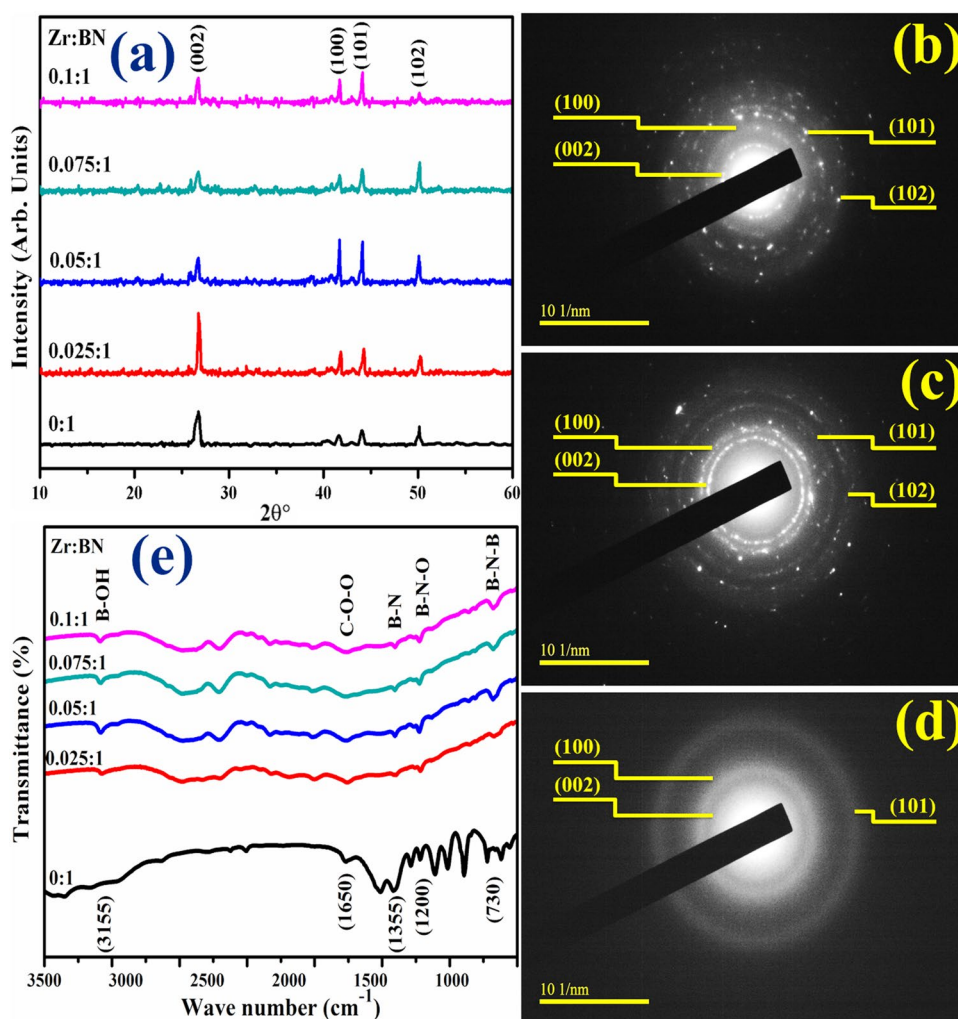 Zr:BN
(a)
(002)
(100)
(101)
(102)
0.1:1
0.075:1
0.05:1
0.025:1
0:1
Intensity (Arb. Units)
10
20
30
40
50
60
2θ°
(b)
(100)
(002)
(101)
(102)
10 1/nm
(c)
(100)
(002)
(101)
(102)
10 1/nm
(d)
(100)
(002)
(101)
10 1/nm
Zr:BN
(e)
B-OH
C-O-O
B-N
B-N-O
B-N-B
0.1:1
0.075:1
0.05:1
0.025:1
0:1
(3155)
(1650)
(1355)
(1200)
(730)
Transmittance (%)
3500
3000
2500
2000
1500
1000
Wave number (cm⁻¹)